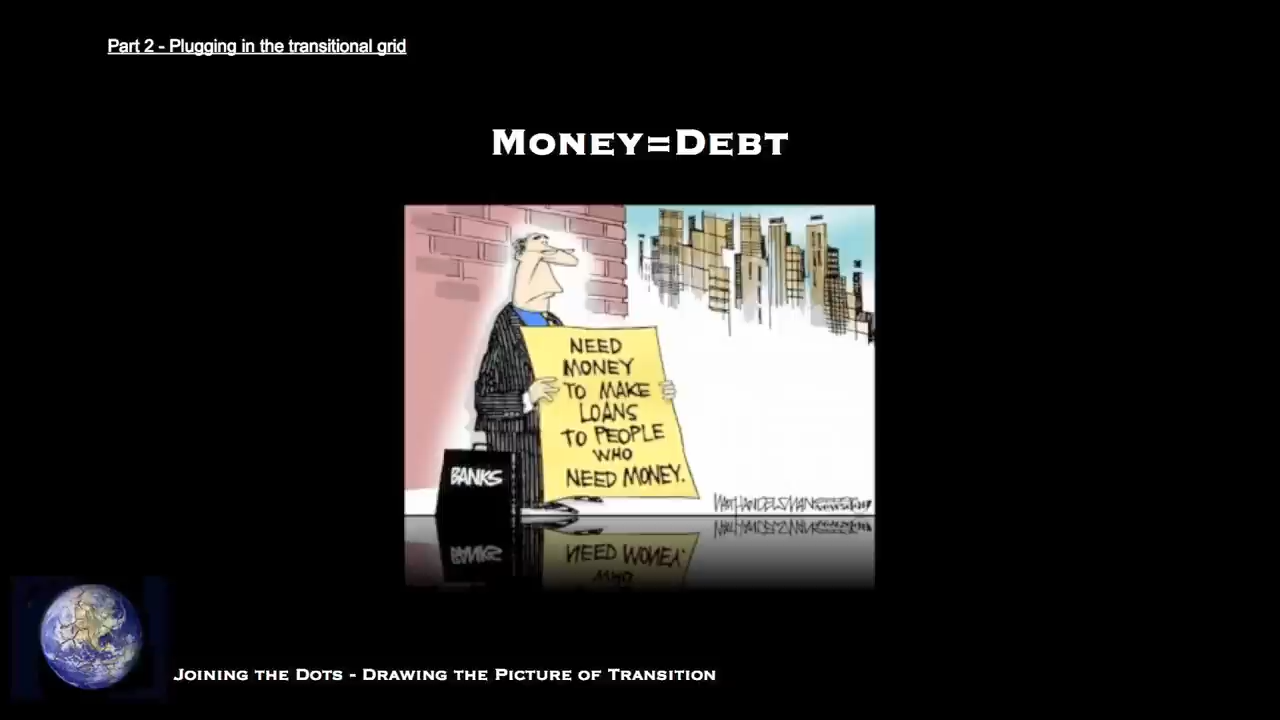 Part 2 - Plugging in the transitional grid
Money=Debt
NEED
MONEY
TO MAKE
LOANS
TO PEOPLE
WHO
NEED MONEY.
BANKS
Joining the Dots - Drawing the Picture of Transition